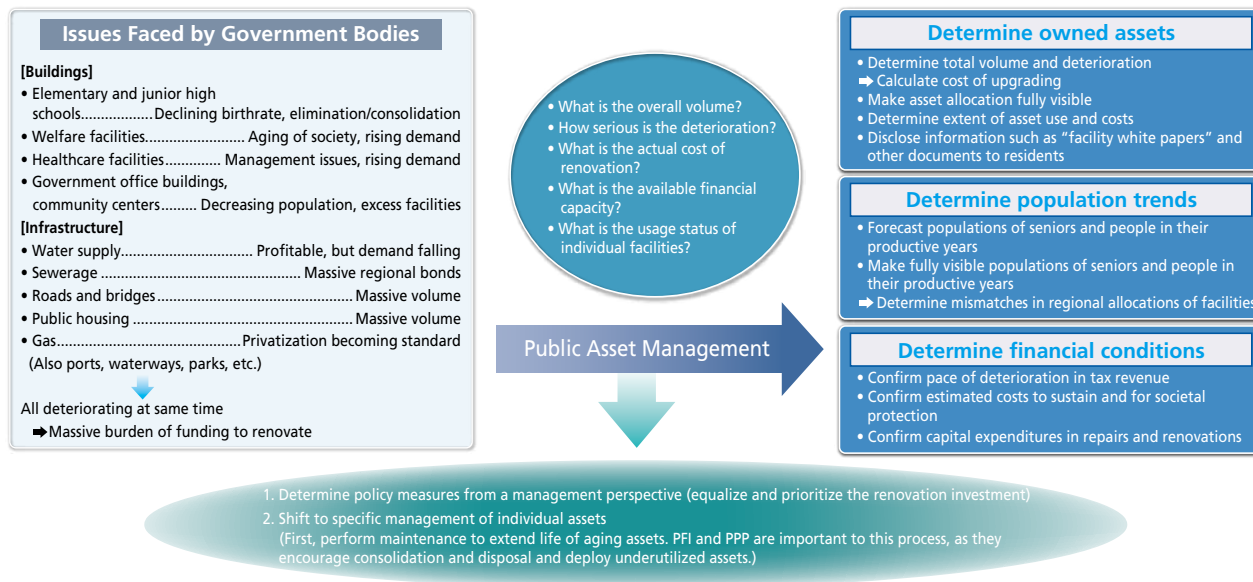 Issues Faced by Government Bodies
[Buildings]
• Elementary and junior high
schools.................Declining birthrate, elimination/consolidation
• Welfare facilities..................... Aging of society, rising demand
• Healthcare facilities............ Management issues, rising demand
• Government office buildings,
community centers......... Decreasing population, excess facilities
[Infrastructure]
• Water supply................................ Profitable, but demand falling
• Sewerage ................................................ Massive regional bonds
• Roads and bridges................................................ Massive volume
• Public housing ..................................................... Massive volume
• Gas.............................................Privatization becoming standard
(Also ports, waterways, parks, etc.)
All deteriorating at same time
➡Massive burden of funding to renovate
• What is the overall volume?
• How serious is the deterioration?
• What is the actual cost of
renovation?
• What is the available financial
capacity?
• What is the usage status of
individual facilities?
Public Asset Management
Determine owned assets
• Determine total volume and deterioration
➡ Calculate cost of upgrading
• Make asset allocation fully visible
• Determine extent of asset use and costs
• Disclose information such as “facility white papers” and
other documents to residents
Determine population trends
• Forecast populations of seniors and people in their
productive years
• Make fully visible populations of seniors and people in
their productive years
➡ Determine mismatches in regional allocations of facilities
Determine financial conditions
• Confirm pace of deterioration in tax revenue
• Confirm estimated costs to sustain and for societal
protection
• Confirm capital expenditures in repairs and renovations
1. Determine policy measures from a management perspective (equalize and prioritize the renovation investment)
2. Shift to specific management of individual assets
(First, perform maintenance to extend life of aging assets. PFI and PPP are important to this process, as they
encourage consolidation and disposal and deploy underutilized assets.)